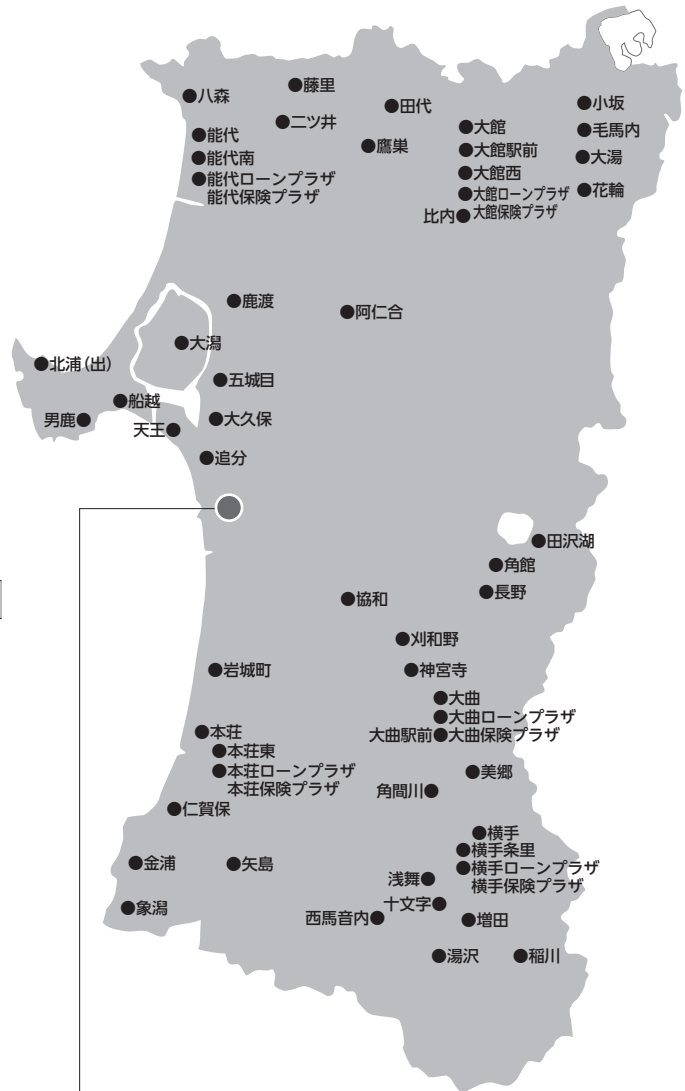 八森
藤里
田代
小坂
二ツ井
能代
大館
毛馬内
鷹巣
大館駅前
能代南
大湯
大館西
能代ローンプラザ
能代保険プラザ
大館ローンプラザ
花輪
比内
大館保険プラザ
鹿渡
阿仁合
大潟
北浦(出)
五城目
船越
男鹿
大久保
天王
追分
田沢湖
角館
長野
協和
刈和野
岩城町
神宮寺
大曲
大曲ローンプラザ
大曲駅前
大曲保険プラザ
本荘
本荘東
本荘ローンプラザ
本荘保険プラザ
美郷
角間川
仁賀保
横手
横手条里
横手ローンプラザ
横手保険プラザ
金浦
矢島
浅舞
十文字
象潟
西馬音内
増田
湯沢
稲川